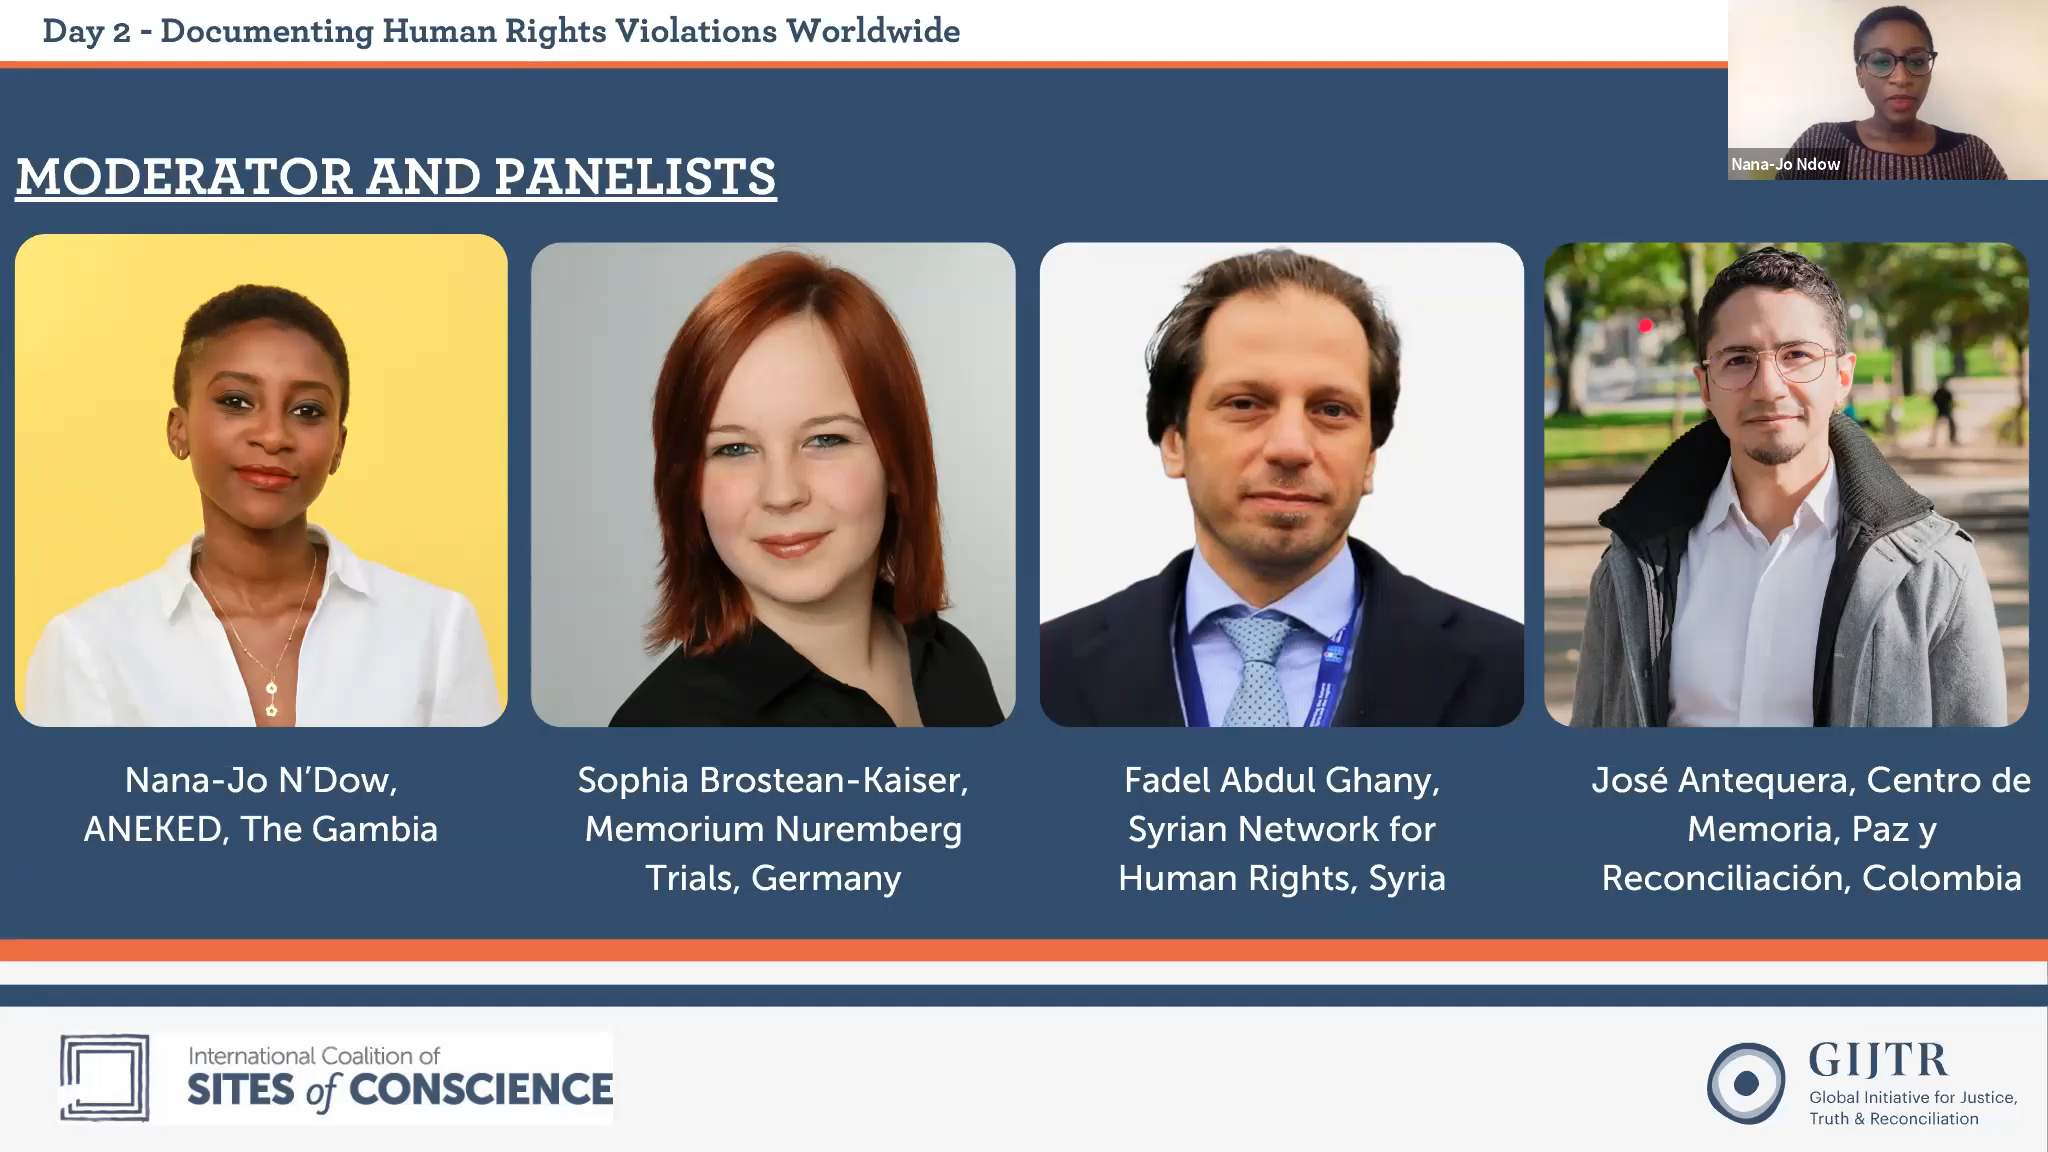 Day 2 - Documenting Human Rights Violations Worldwide
Nana-Jo Ndow
MODERATOR AND PANELISTS
Nana-Jo N’Dow,
ANEKED, The Gambia
Sophia Brostean-Kaiser,
Memorium Nuremberg
Trials, Germany
Fadel Abdul Ghany,
Syrian Network for
Human Rights, Syria
José Antequera, Centro de
Memoria, Paz y
Reconciliación, Colombia
International Coalition of
SITES of CONSCIENCE
GIJTR
Global Initiative for Justice,
Truth & Reconciliation